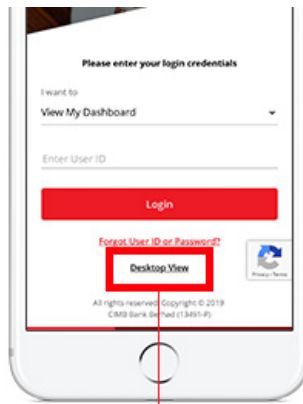 Please enter your login credentials
I want to
View My Dashboard
Enter User ID
Login
Forgot User ID or Password?
Desktop View
Privacy - Terms
All rights reserved. Copyright © 2019
CIMB Bank Berhad (13491-P)